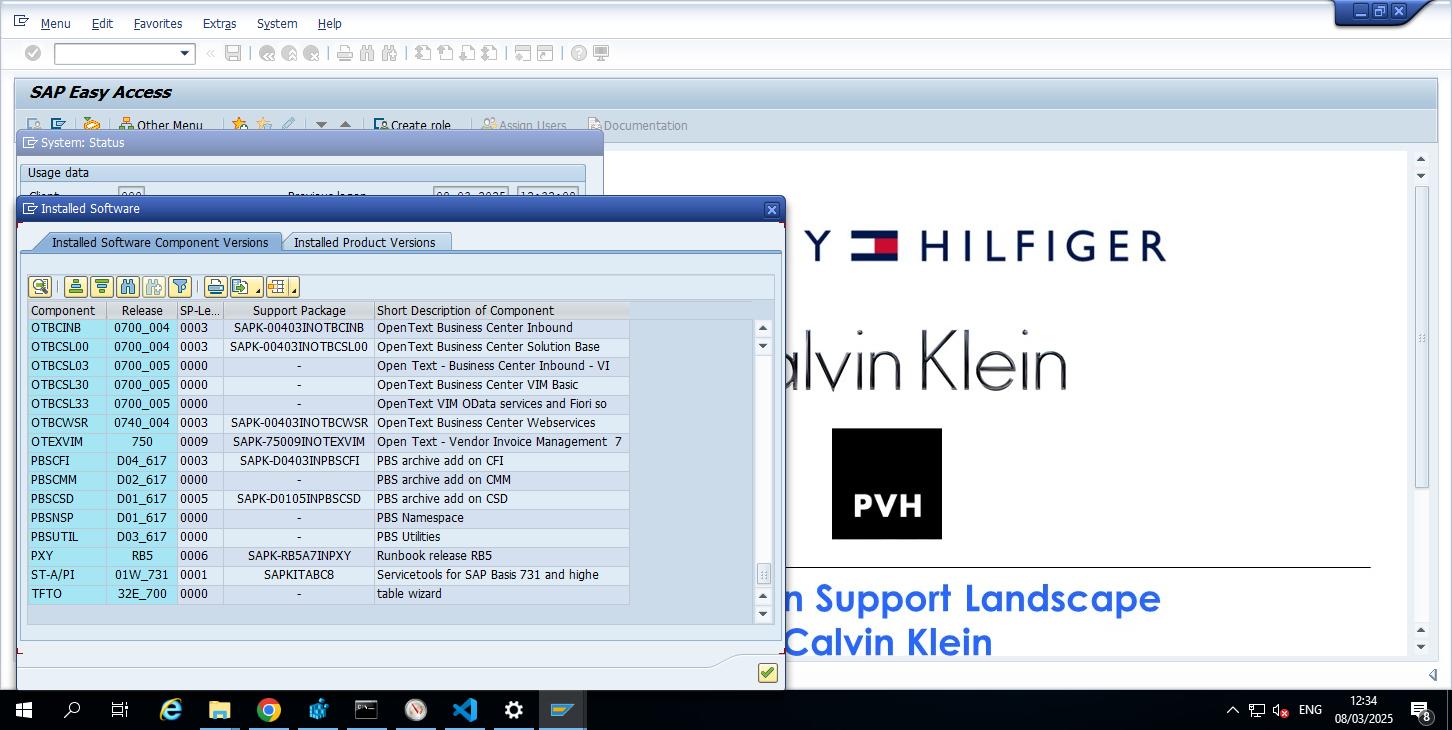 Menu Edit Favorites Extras System Help
SAP Easy Access
Other Menu Create role Assign Users Documentation
System: Status
Usage data
Installed Software
Installed Software Component Versions Installed Product Versions
Component Release SP-Le... Support Package Short Description of Component
OTBCINB 0700_004 0003 SAPK-00403INOTBCINB OpenText Business Center Inbound
OTBCSL00 0700_004 0003 SAPK-00403INOTBCSL00 OpenText Business Center Solution Base
OTBCSL03 0700_005 0000 - Open Text - Business Center Inbound - VI
OTBCSL30 0700_005 0000 - OpenText Business Center VIM Basic
OTBCSL33 0700_005 0000 - OpenText VIM OData services and Fiori so
OTBCWSR 0740_004 0003 SAPK-00403INOTBCWSR OpenText Business Center Webservices
OTEXVIM 750 0009 SAPK-75009INOTEXVIM Open Text - Vendor Invoice Management 7
PBSCFI D04_617 0003 SAPK-D0403INPBSCFI PBS archive add on CFI
PBSCMM D02_617 0000 - PBS archive add on CMM
PBSCSD D01_617 0005 SAPK-D0105INPBSCSD PBS archive add on CSD
PBSNSP D01_617 0000 - PBS Namespace
PBSUTIL D03_617 0000 - PBS Utilities
PXY RB5 0006 SAPK-RB5A7INPXY Runbook release RB5
ST-A/PI 01W_731 0001 SAPKITABC8 Servicetools for SAP Basis 731 and highe
TFTO 32E_700 0000 - table wizard
Y HILFIGER
alvin Klein
PVH
n Support Landscape
Calvin Klein
ENG
12:34
08/03/2025
8